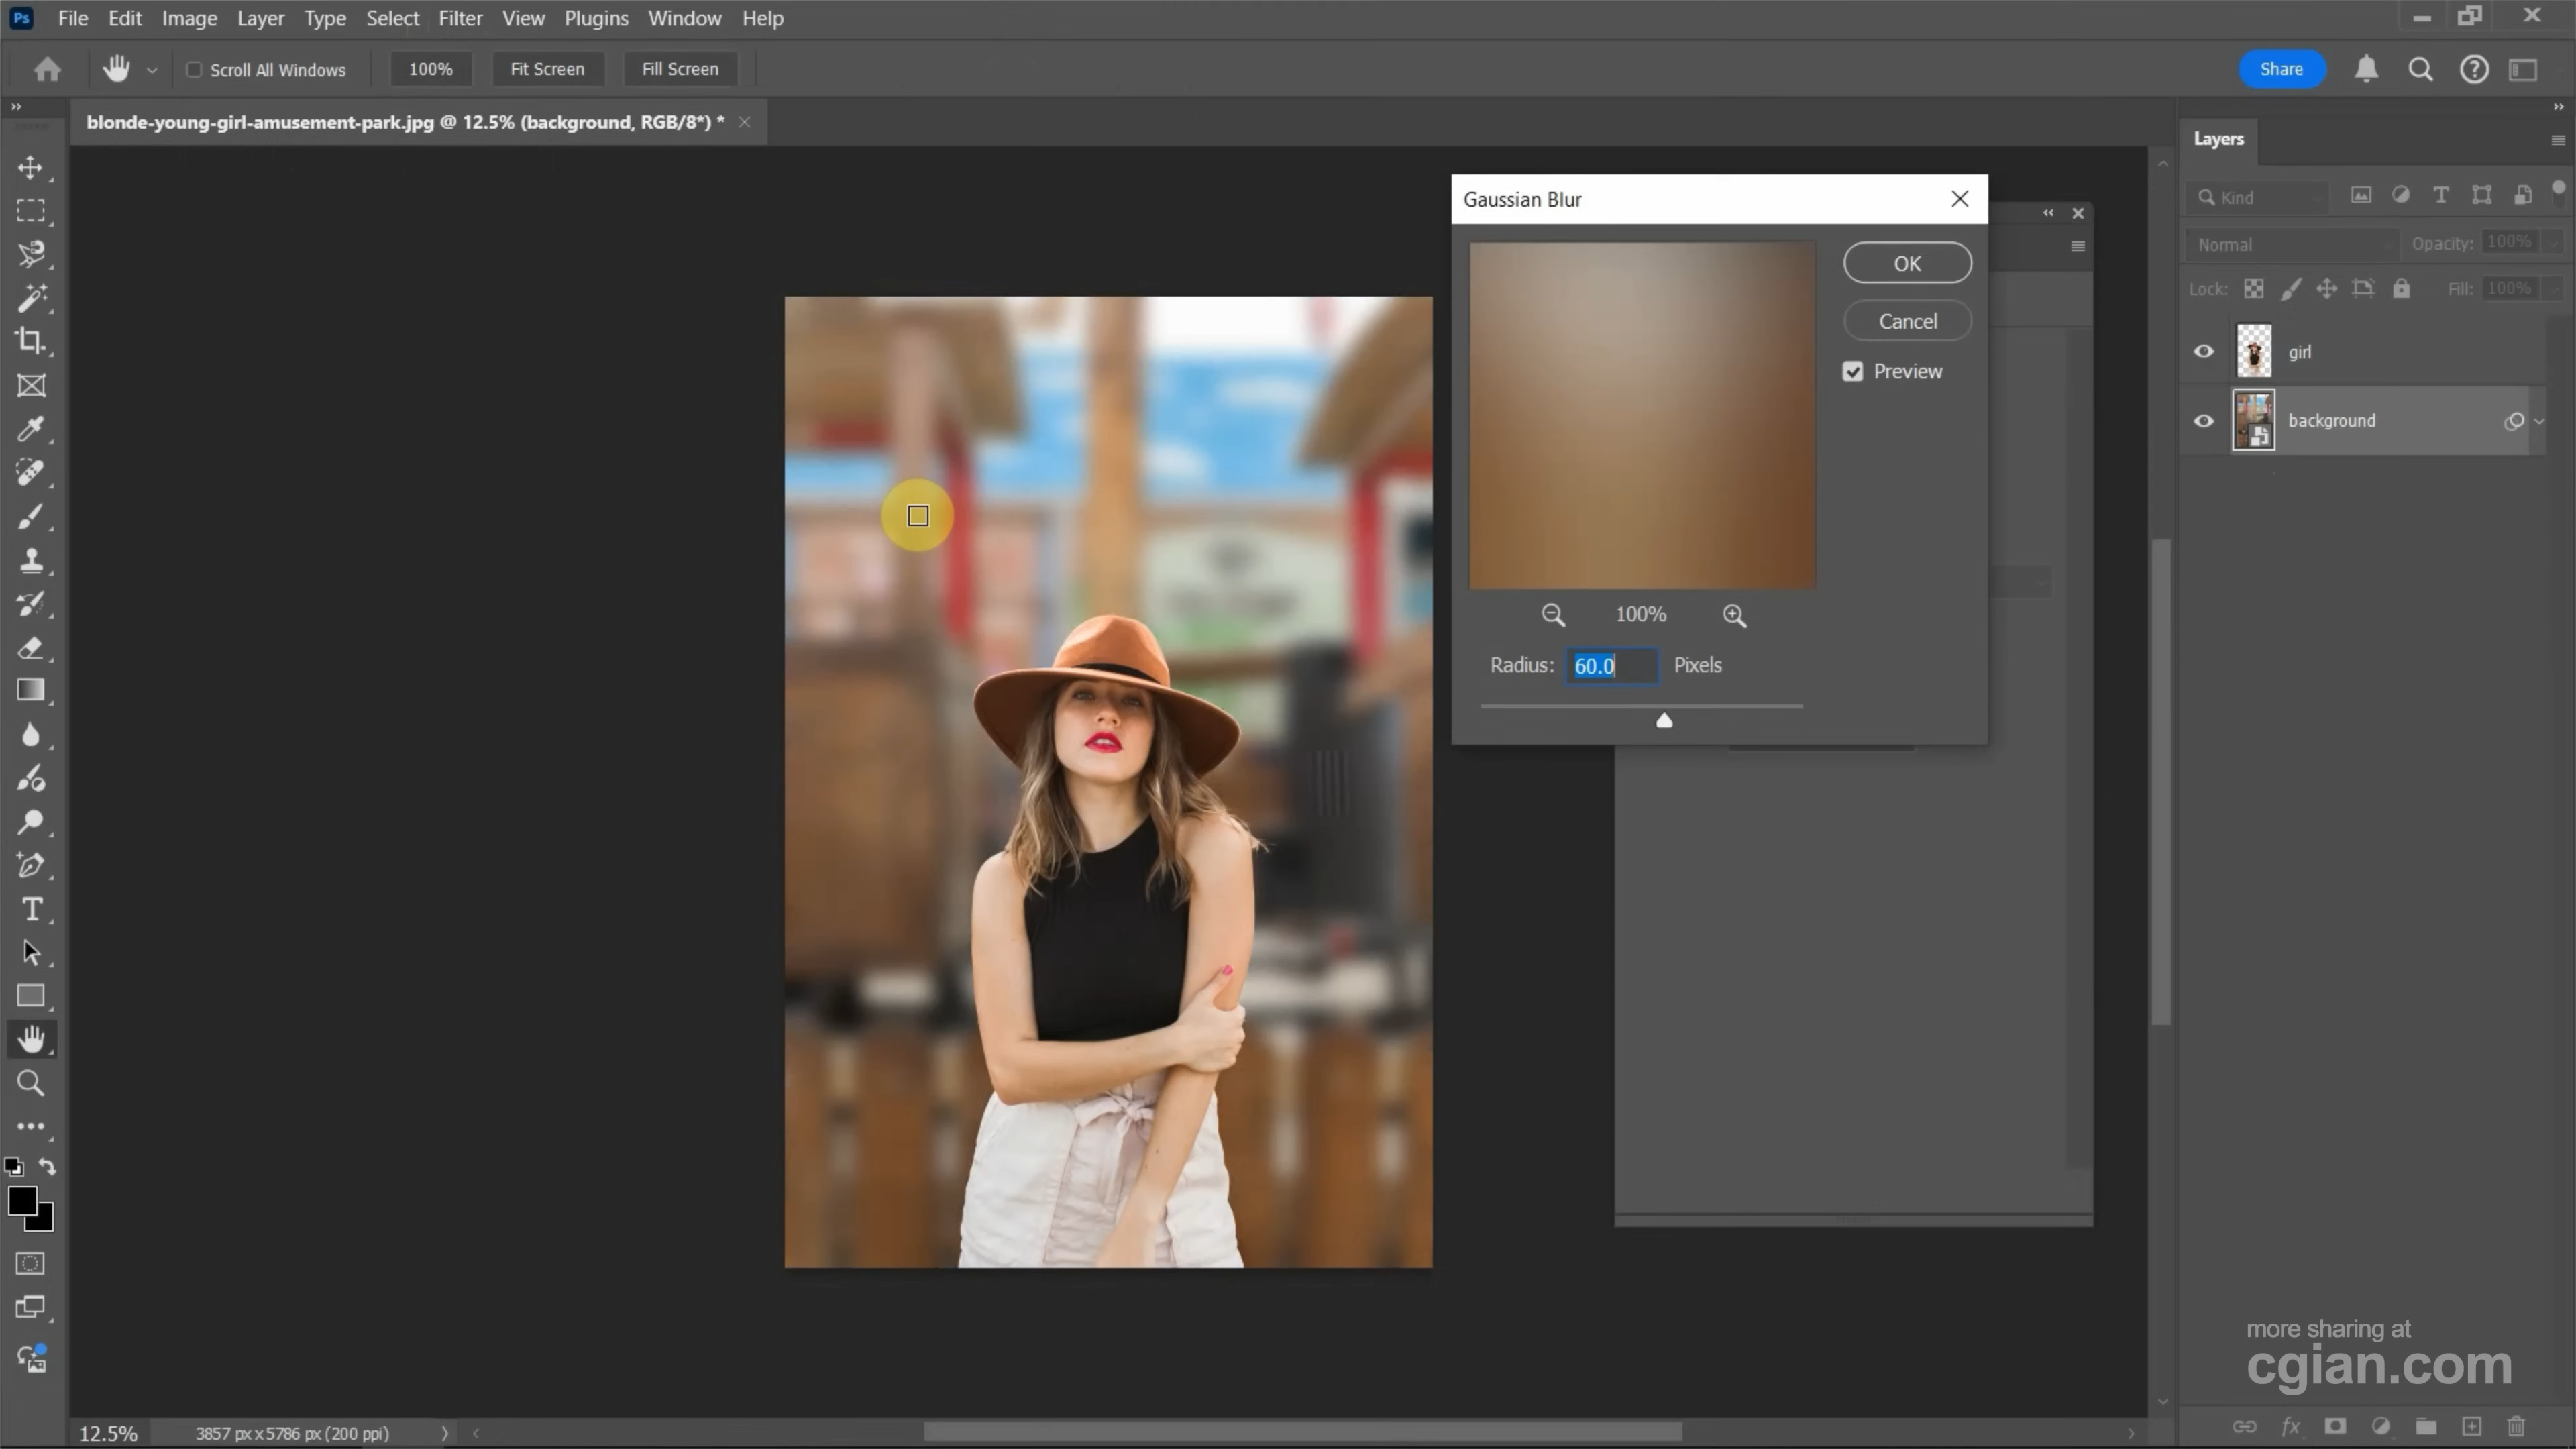 Ps File Edit Image Layer Type Select Filter View Plugins Window Help
Scroll All Windows 100% Fit Screen Fill Screen Share
blonde-young-girl-amusement-park.jpg @ 12.5% (background, RGB/8*) *
Layers
Kind
Normal Opacity: 100%
Lock: Fill: 100%
girl
background
Gaussian Blur
OK
Cancel
Preview
100%
Radius: 60.0 Pixels
more sharing at
cgian.com
12.5% 3857 px x 5786 px (200 ppi)
fx